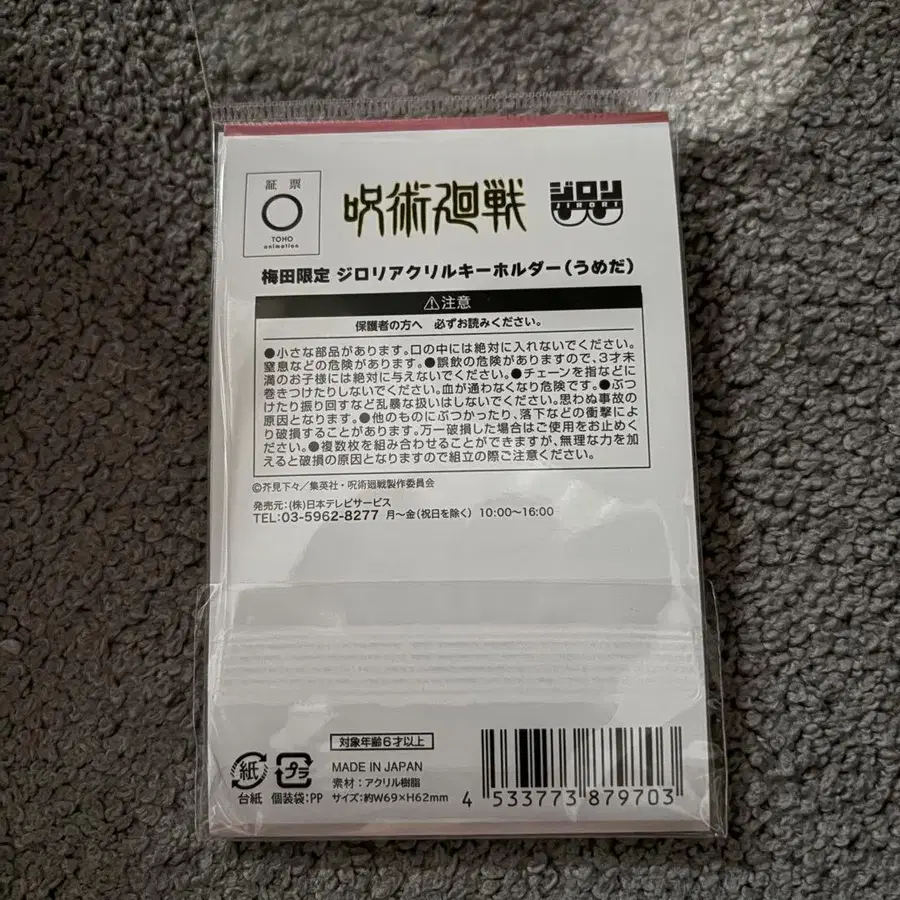 証票
TOHO
animation
呪術廻戦
ジロリ
JIRORI
梅田限定 ジロリアクリルキーホルダー(うめだ)
⚠注意
保護者の方へ 必ずお読みください。
●小さな部品があります。口の中には絶対に入れないでください。
窒息などの危険があります。●誤飲の危険がありますので、3才未
満のお子様には絶対に与えないでください。●チェーンを指などに
巻きつけたりしないでください。血が通わなくなり危険です。●ぶつ
けたり振り回すなど乱暴な扱いはしないでください。思わぬ事故の
原因となります。●他のものにぶつかったり、落下などの衝撃によ
り破損することがあります。万一破損した場合はご使用をお止めく
ださい。●複数枚を組み合わせることができますが、無理な力を加
えると破損の原因となりますので組立の際ご注意ください。
©芥見下々/集英社・呪術廻戦製作委員会
発売元:(株)日本テレビサービス
TEL:03-5962-8277 月〜金(祝日を除く) 10:00〜16:00
対象年齢6才以上
MADE IN JAPAN
素材:アクリル樹脂
サイズ:約W69×H62mm
紙
台紙
プラ
個装袋:PP
4 533773 879703